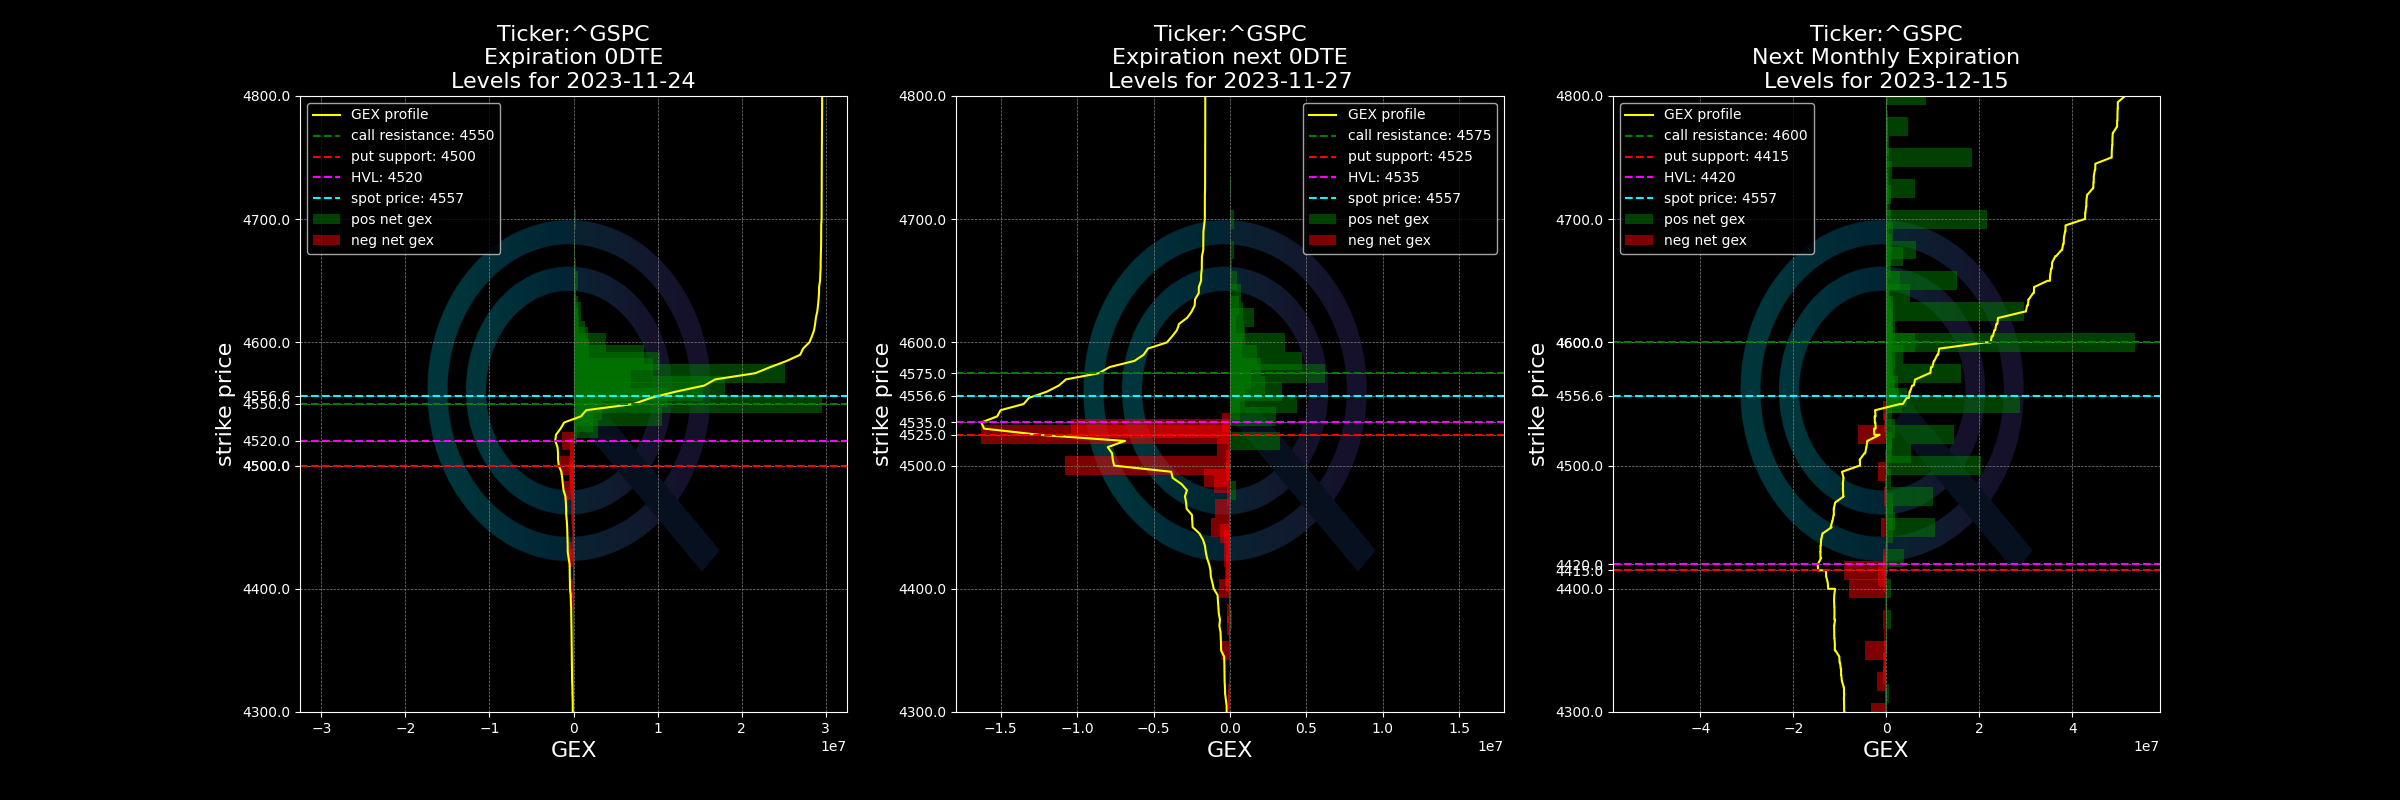 Ticker:^GSPC
Expiration 0DTE
Levels for 2023-11-24
GEX profile
call resistance: 4550
put support: 4500
HVL: 4520
spot price: 4557
pos net gex
neg net gex
4800.0
4700.0
4600.0
4556.6
4550.0
4520.0
4500.0
4400.0
4300.0
strike price
−3 −2 −1 0 1 2 3
1e7
GEX
Ticker:^GSPC
Expiration next 0DTE
Levels for 2023-11-27
GEX profile
call resistance: 4575
put support: 4525
HVL: 4535
spot price: 4557
pos net gex
neg net gex
4800.0
4700.0
4600.0
4575.0
4556.6
4535.0
4525.0
4500.0
4400.0
4300.0
strike price
−1.5 −1.0 −0.5 0.0 0.5 1.0 1.5
1e7
GEX
Ticker:^GSPC
Next Monthly Expiration
Levels for 2023-12-15
GEX profile
call resistance: 4600
put support: 4415
HVL: 4420
spot price: 4557
pos net gex
neg net gex
4800.0
4700.0
4600.0
4556.6
4500.0
4420.0
4415.0
4400.0
4300.0
strike price
−4 −2 0 2 4
1e7
GEX